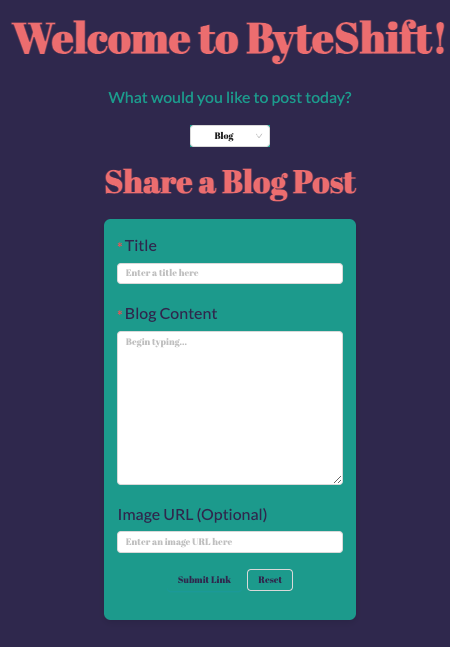 Welcome to ByteShift!
What would you like to post today?
Blog
Share a Blog Post
* Title
Enter a title here
* Blog Content
Begin typing...
Image URL (Optional)
Enter an image URL here
Submit Link Reset